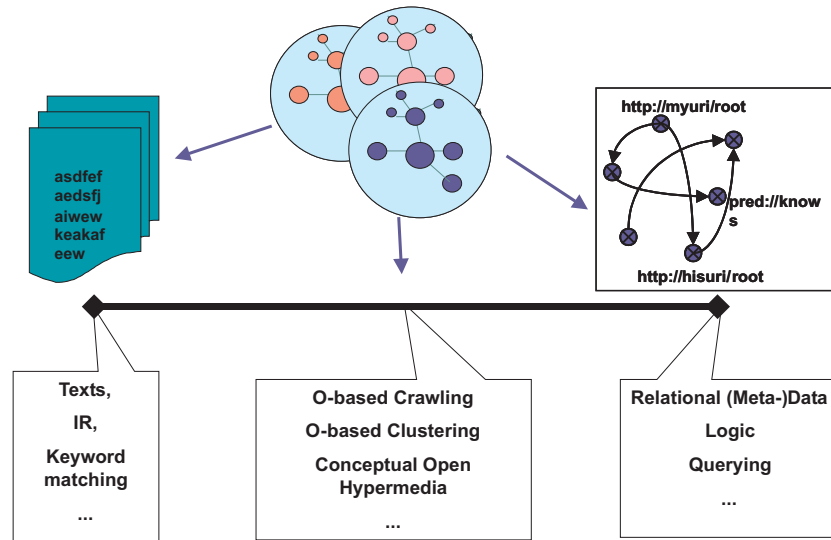 asdfef
aedsfj
aiwew
keakaf
eew
http://myuri/root
pred://know
s
http://hisuri/root
Texts,
IR,
Keyword
matching
...
O-based Crawling
O-based Clustering
Conceptual Open
Hypermedia
...
Relational (Meta-)Data
Logic
Querying
...